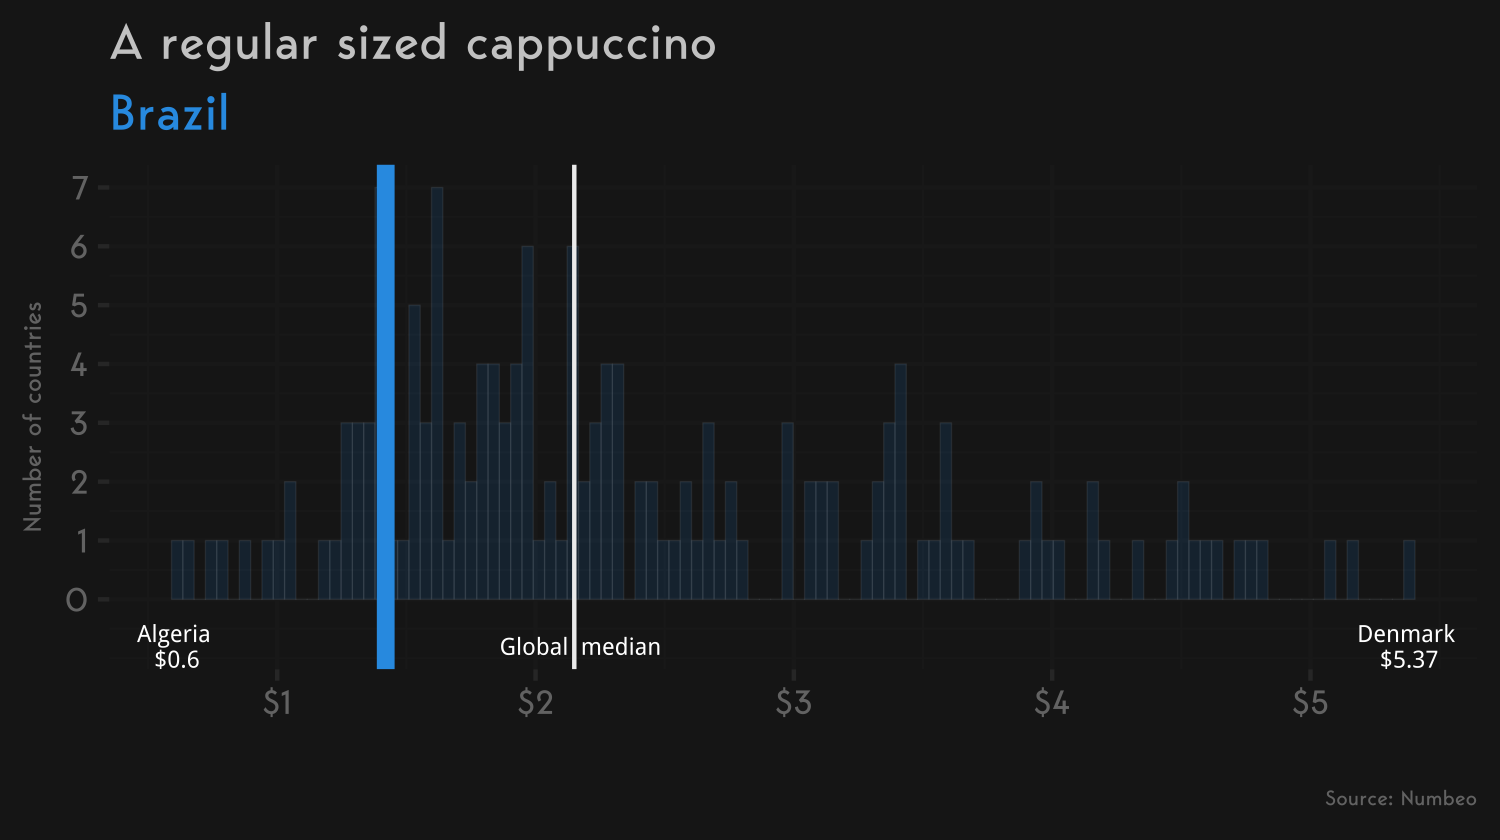 A regular sized cappuccino
Brazil
Number of countries
7
6
5
4
3
2
1
0
Algeria
$0.6
Global median
Denmark
$5.37
$1 $2 $3 $4 $5
Source: Numbeo